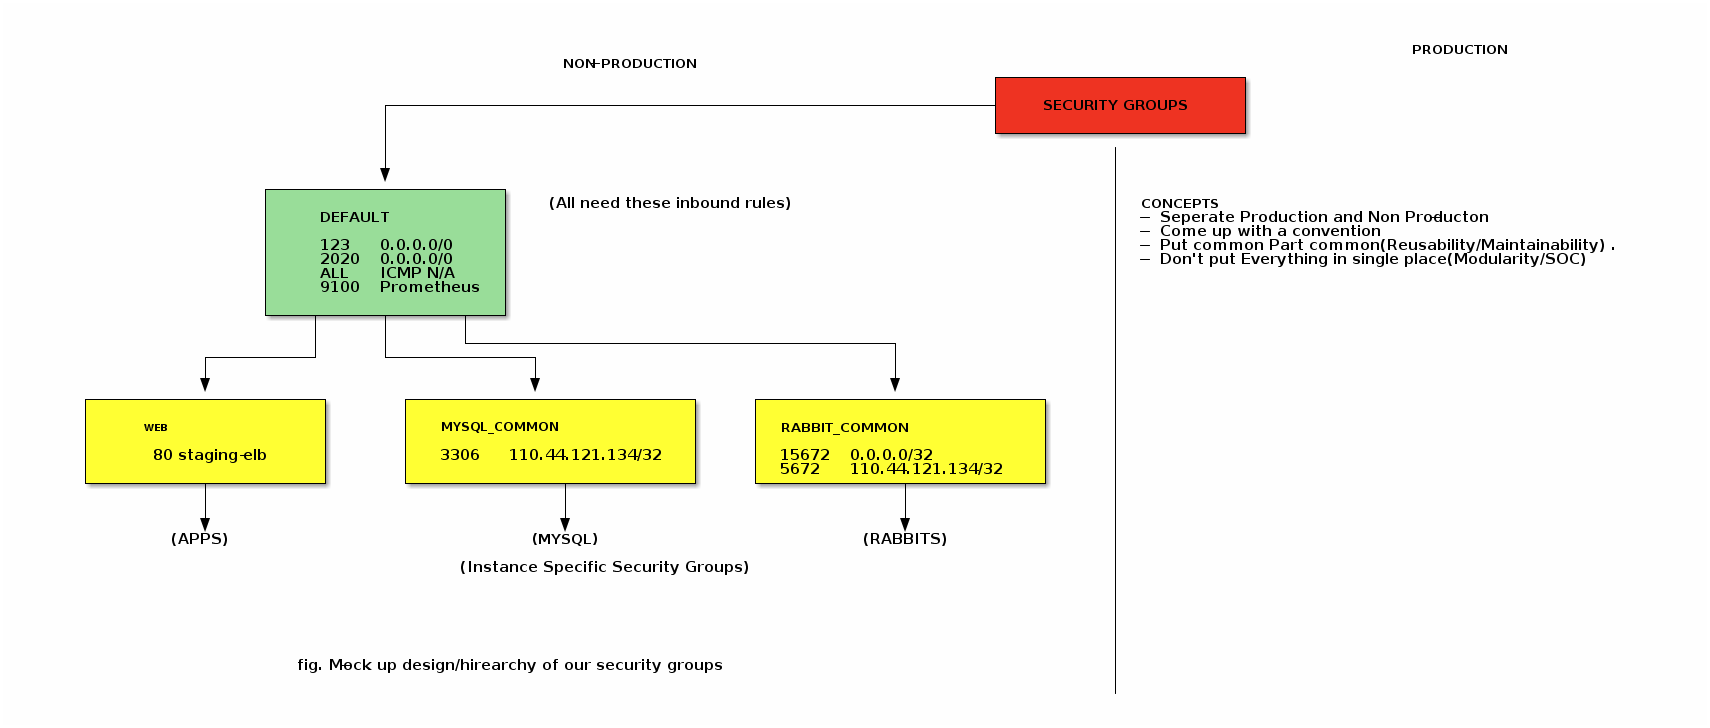 NON-PRODUCTION
PRODUCTION
SECURITY GROUPS
DEFAULT
123 0.0.0.0/0
2020 0.0.0.0/0
ALL ICMP N/A
9100 Prometheus
(All need these inbound rules)
CONCEPTS
- Seperate Production and Non Producton
- Come up with a convention
- Put common Part common(Reusability/Maintainability) .
- Don't put Everything in single place(Modularity/SOC)
WEB
80 staging-elb
MYSQL_COMMON
3306 110.44.121.134/32
RABBIT_COMMON
15672 0.0.0.0/32
5672 110.44.121.134/32
(APPS)
(MYSQL)
(RABBITS)
(Instance Specific Security Groups)
fig. Mock up design/hirearchy of our security groups